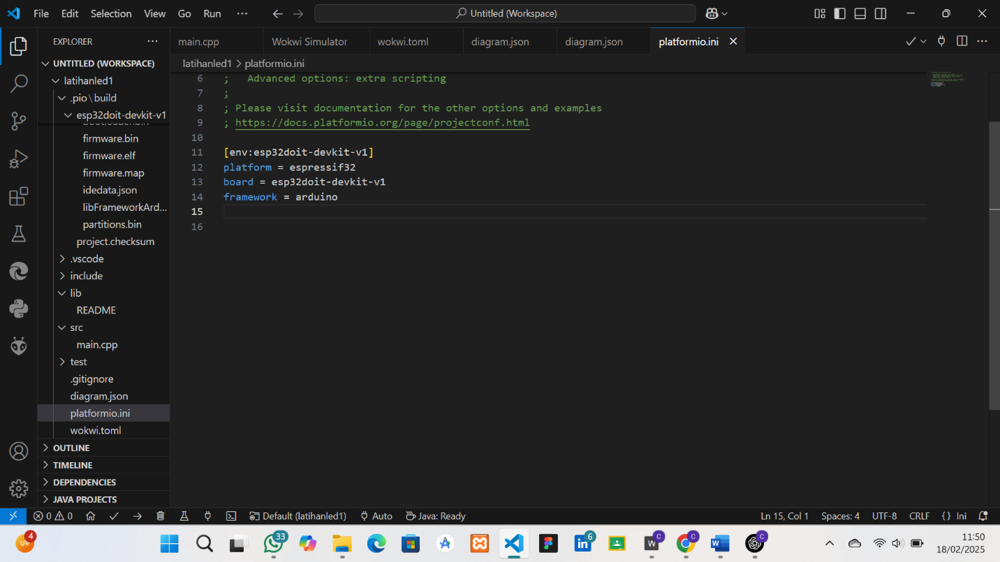 File Edit Selection View Go Run ··· Untitled (Workspace)
EXPLORER ···
main.cpp Wokwi Simulator wokwi.toml diagram.json diagram.json platformio.ini
UNTITLED (WORKSPACE)
latihanled1
.pio\build
esp32doit-devkit-v1
bootloader.bin
firmware.bin
firmware.elf
firmware.map
idedata.json
libFrameworkArd...
partitions.bin
project.checksum
.vscode
include
lib
README
src
main.cpp
test
.gitignore
diagram.json
platformio.ini
wokwi.toml
OUTLINE
TIMELINE
DEPENDENCIES
JAVA PROJECTS
latihanled1 > platformio.ini
6 ;   Advanced options: extra scripting
7 ;
8 ; Please visit documentation for the other options and examples
9 ; https://docs.platformio.org/page/projectconf.html
10
11 [env:esp32doit-devkit-v1]
12 platform = espressif32
13 board = esp32doit-devkit-v1
14 framework = arduino
15
16
0 0 Default (latihanled1) Auto Java: Ready Ln 15, Col 1 Spaces: 4 UTF-8 CRLF {} Ini
UV 4 33 6 W C C W C
11:50
18/02/2025